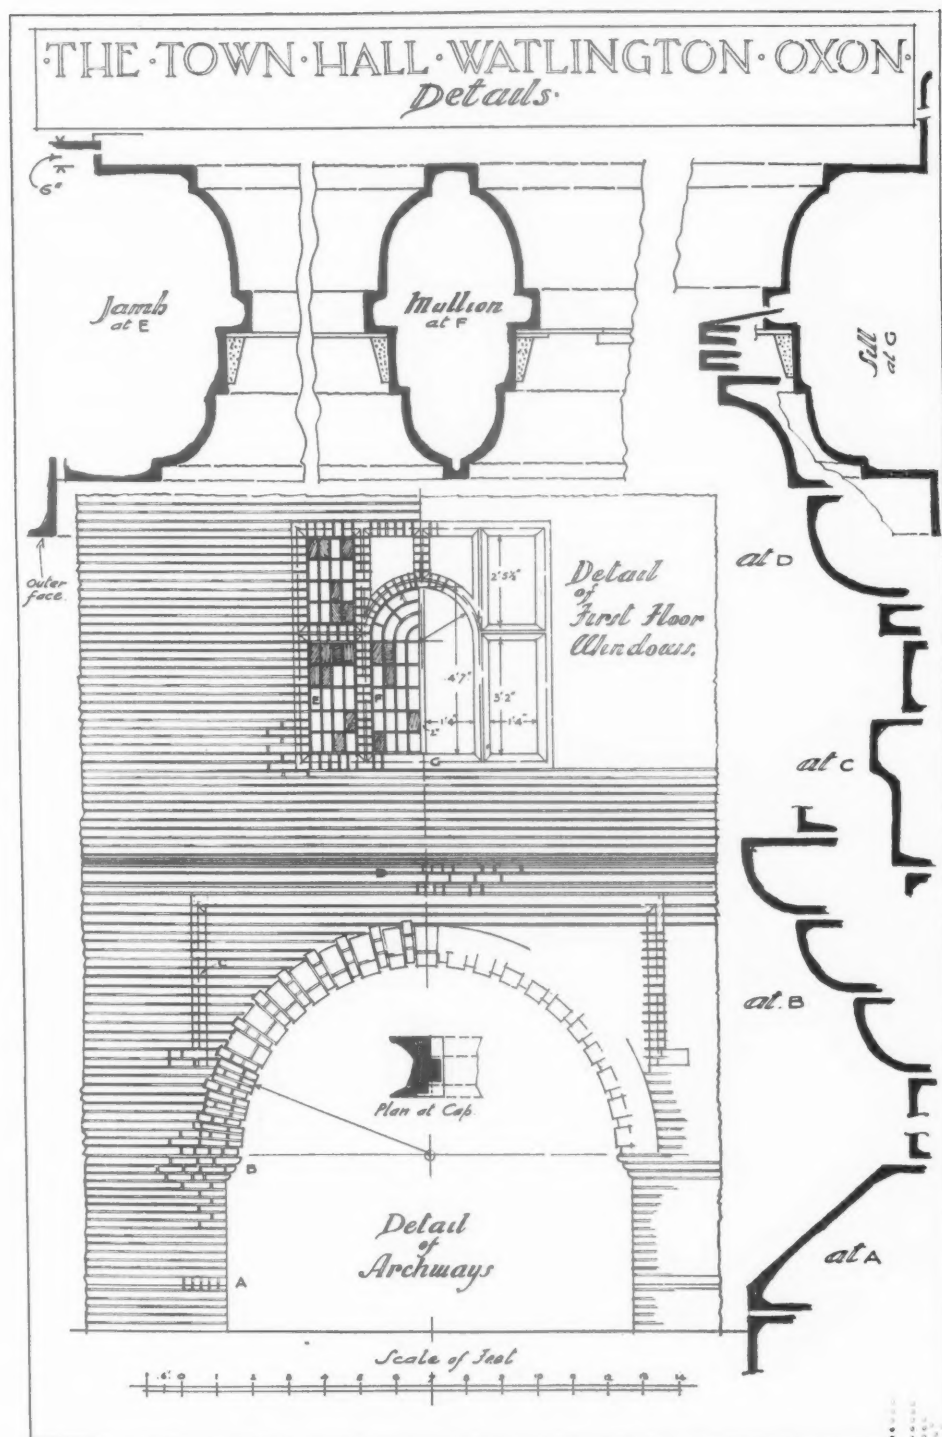 ·THE·TOWN·HALL·WATLINGTON·OXON·
Details·
6"
Jamb
at E
Mullion
at F
Sill
at G
Outer
face.
Detail
of
First Floor
Windows.
2' 5½"
4'7"
3'2"
1'4"
1'4"
E
F
G
D
C
B
A
at D
at C
at B
at A
Plan at Cap.
Detail
of
Archways
Scale of Feet